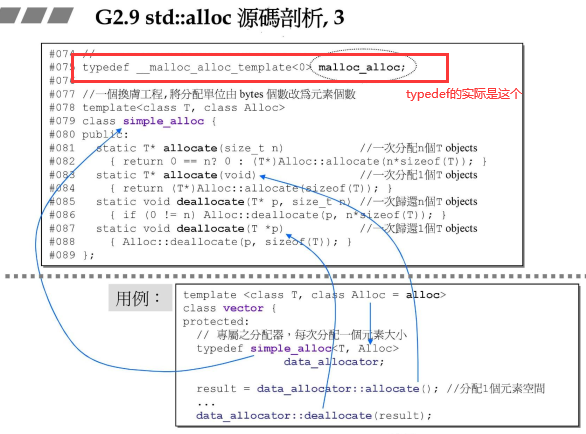 G2.9 std::alloc 源碼剖析, 3
#074 //
#075 typedef __malloc_alloc_template<0> malloc_alloc;
#076
#077 //一個換膚工程, 將分配單位由 bytes 個數改爲元素個數
typedef的实际是这个
#078 template<class T, class Alloc>
#079 class simple_alloc {
#080 public:
#081 static T* allocate(size_t n) //一次分配n個T objects
#082 { return 0 == n? 0 : (T*)Alloc::allocate(n*sizeof(T)); }
#083 static T* allocate(void) //一次分配1個T objects
#084 { return (T*)Alloc::allocate(sizeof(T)); }
#085 static void deallocate(T* p, size_t n) //一次歸還n個T objects
#086 { if (0 != n) Alloc::deallocate(p, n*sizeof(T)); }
#087 static void deallocate(T *p) //一次歸還1個T objects
#088 { Alloc::deallocate(p, sizeof(T)); }
#089 };
用例：
template <class T, class Alloc = alloc>
class vector {
protected:
// 專屬之分配器，每次分配一個元素大小
typedef simple_alloc<T, Alloc>
data_allocator;
result = data_allocator::allocate(); //分配1個元素空間
...
data_allocator::deallocate(result);